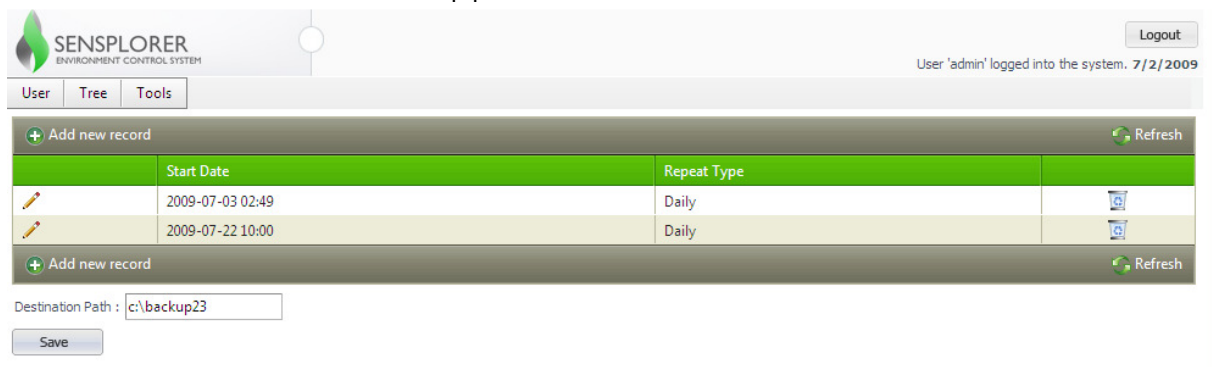 SENSPLORER
ENVIRONMENT CONTROL SYSTEM
Logout
User 'admin' logged into the system. 7/2/2009
User Tree Tools
Add new record Refresh
Start Date Repeat Type
2009-07-03 02:49 Daily
2009-07-22 10:00 Daily
Add new record Refresh
Destination Path : c:\backup23
Save